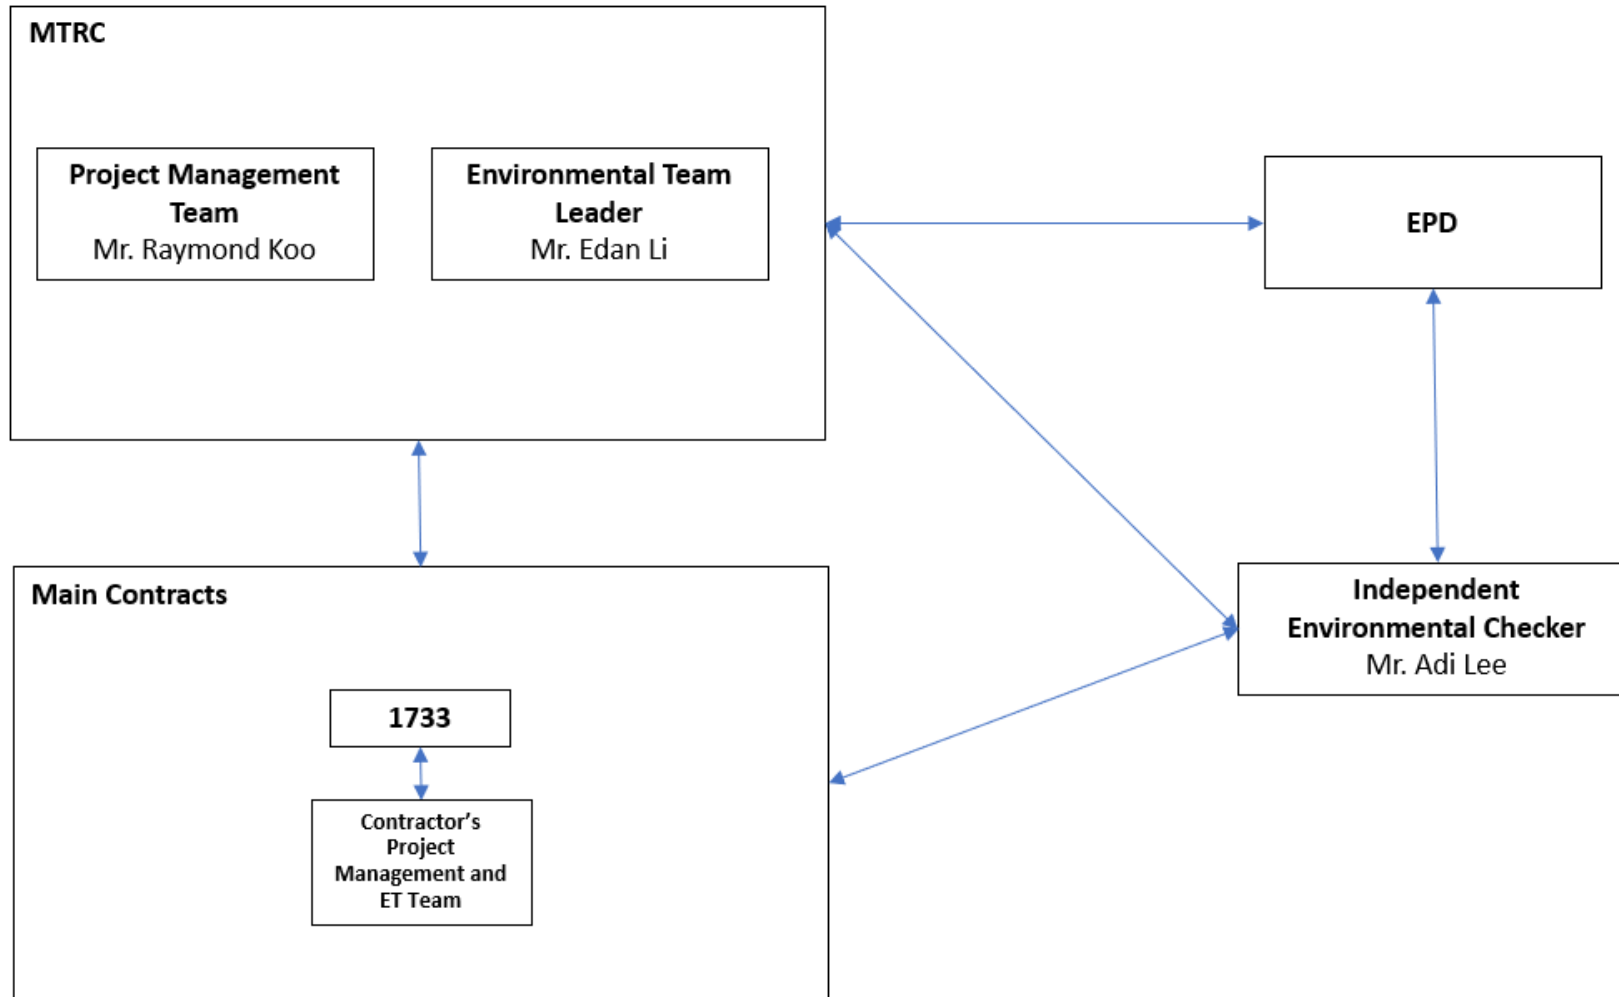 MTRC
Project Management
Team
Mr. Raymond Koo
Environmental Team
Leader
Mr. Edan Li
EPD
Main Contracts
Independent
Environmental Checker
Mr. Adi Lee
1733
Contractor’s
Project
Management and
ET Team